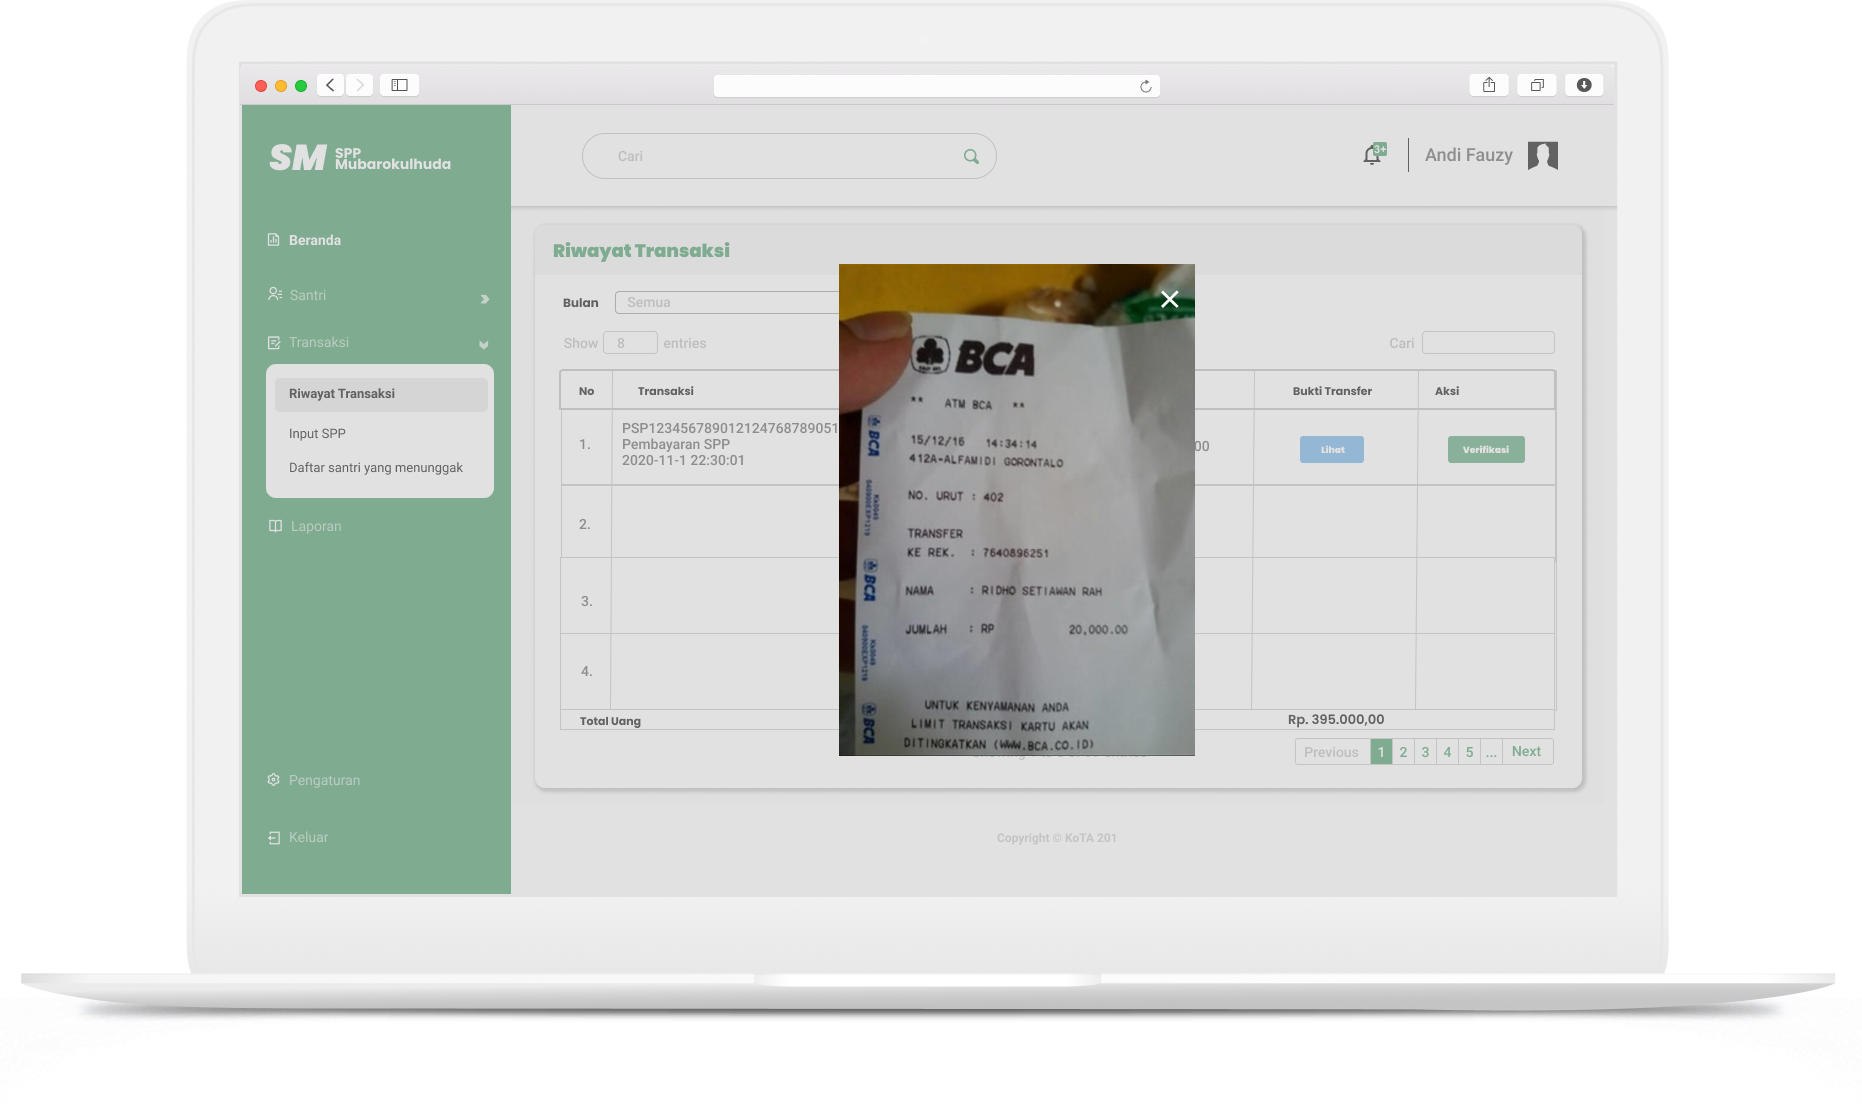 SM SPP
Mubarokulhuda
Cari
3+
Andi Fauzy
Beranda
Santri
Transaksi
Riwayat Transaksi
Input SPP
Daftar santri yang menunggak
Laporan
Pengaturan
Keluar
Riwayat Transaksi
Bulan Semua
Show 8 entries
Cari
No Transaksi Bukti Transfer Aksi
1. PSP123456789012124768789051
Pembayaran SPP
2020-11-1 22:30:01
00 Lihat Verifikasi
2.
3.
4.
Total Uang Rp. 395.000,00
Previous 1 2 3 4 5 ... Next
Copyright © KoTA 201
BCA
** ATM BCA **
15/12/16 14:34:14
412A-ALFAMIDI GORONTALO
NO. URUT : 402
TRANSFER
KE REK. : 7640896251
NAMA : RIDHO SETIAWAN RAH
JUMLAH : RP 20,000.00
UNTUK KENYAMANAN ANDA
LIMIT TRANSAKSI KARTU AKAN
DITINGKATKAN (WWW.BCA.CO.ID)
BCA
BCA
BCA